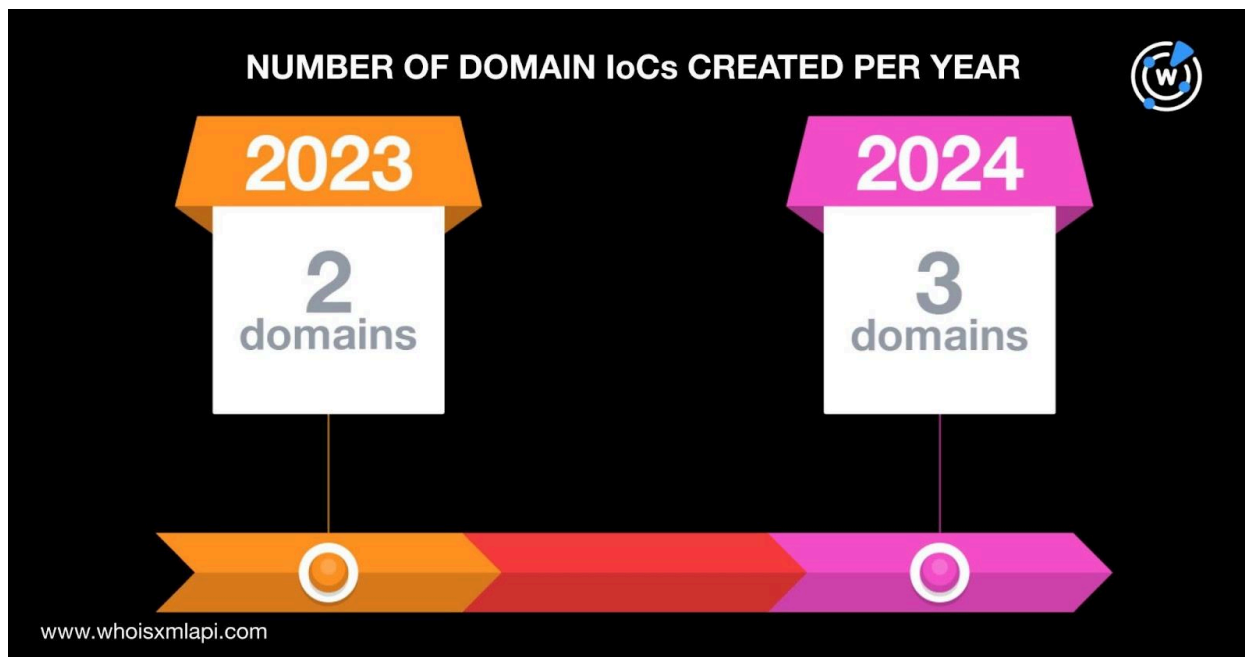 NUMBER OF DOMAIN IoCs CREATED PER YEAR
W
2023
2
domains
2024
3
domains
www.whoisxmlapi.com